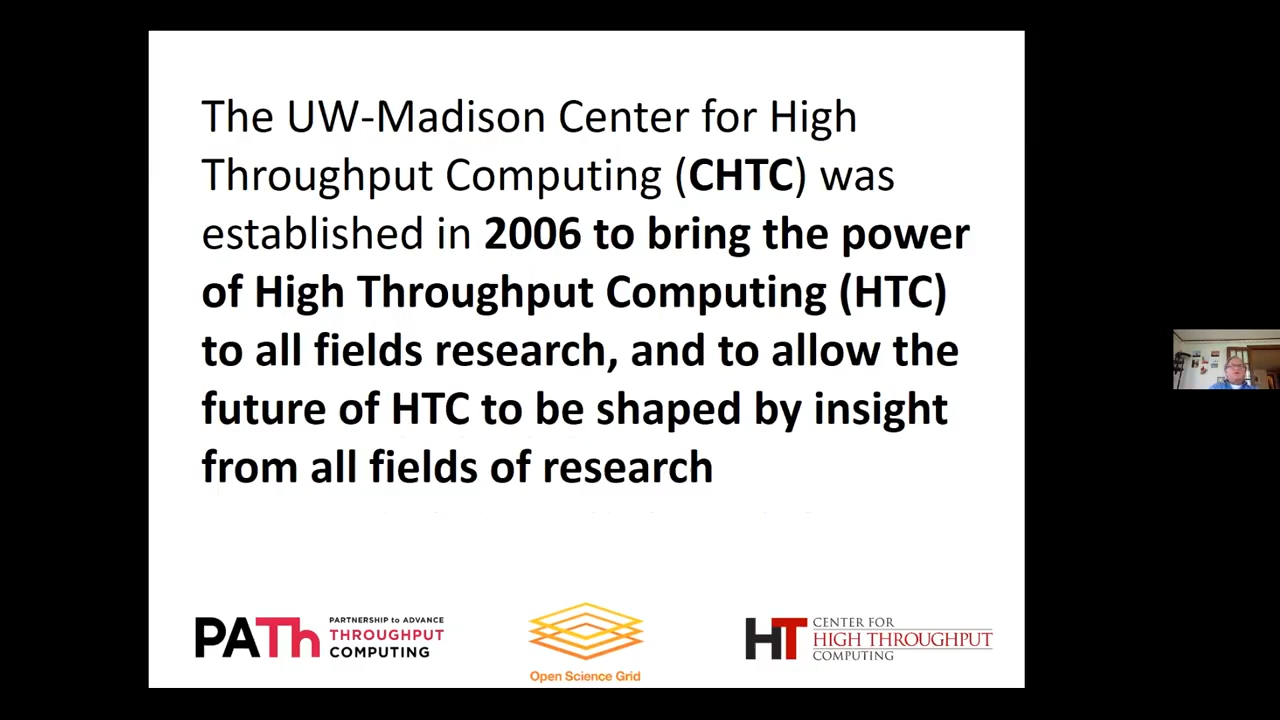 The UW-Madison Center for High
Throughput Computing (CHTC) was
established in 2006 to bring the power
of High Throughput Computing (HTC)
to all fields research, and to allow the
future of HTC to be shaped by insight
from all fields of research
PATh
PARTNERSHIP to ADVANCE
THROUGHPUT
COMPUTING
Open Science Grid
HT
CENTER FOR
HIGH THROUGHPUT
COMPUTING